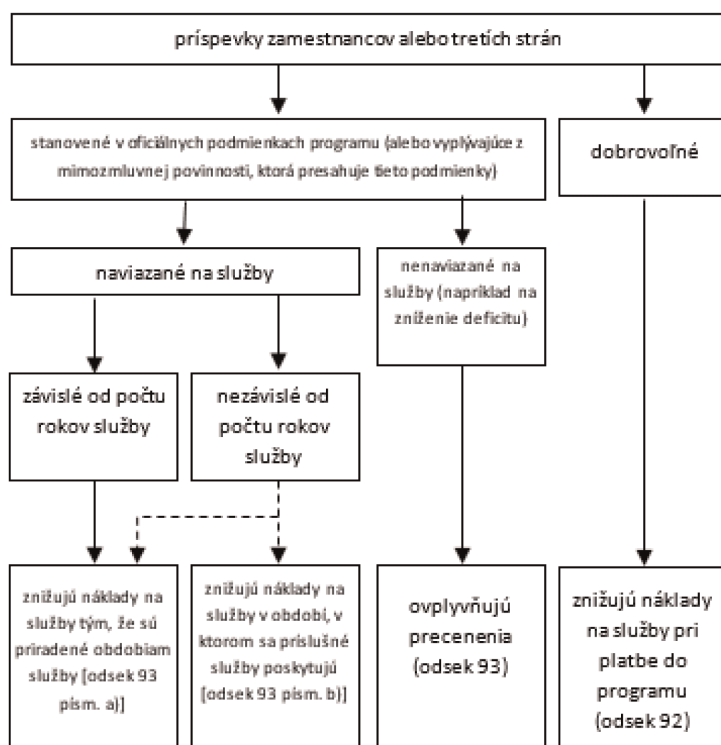 príspevky zamestnancov alebo tretích strán
stanovené v oficiálnych podmienkach programu (alebo vyplývajúce z
mimozmluvnej povinnosti, ktorá presahuje tieto podmienky)
dobrovoľné
naviazané na služby
nenaviazané na
služby (napríklad na
zníženie deficitu)
závislé od počtu
rokov služby
nezávislé od
počtu rokov
služby
znižujú náklady na
služby tým, že sú
priradené obdobiam
služby [odsek 93
písm. a)]
znižujú náklady na
služby v období, v
ktorom sa príslušné
služby poskytujú
[odsek 93 písm. b)]
ovplyvňujú
precenenia
(odsek 93)
znižujú náklady
na služby pri
platbe do
programu
(odsek 92)